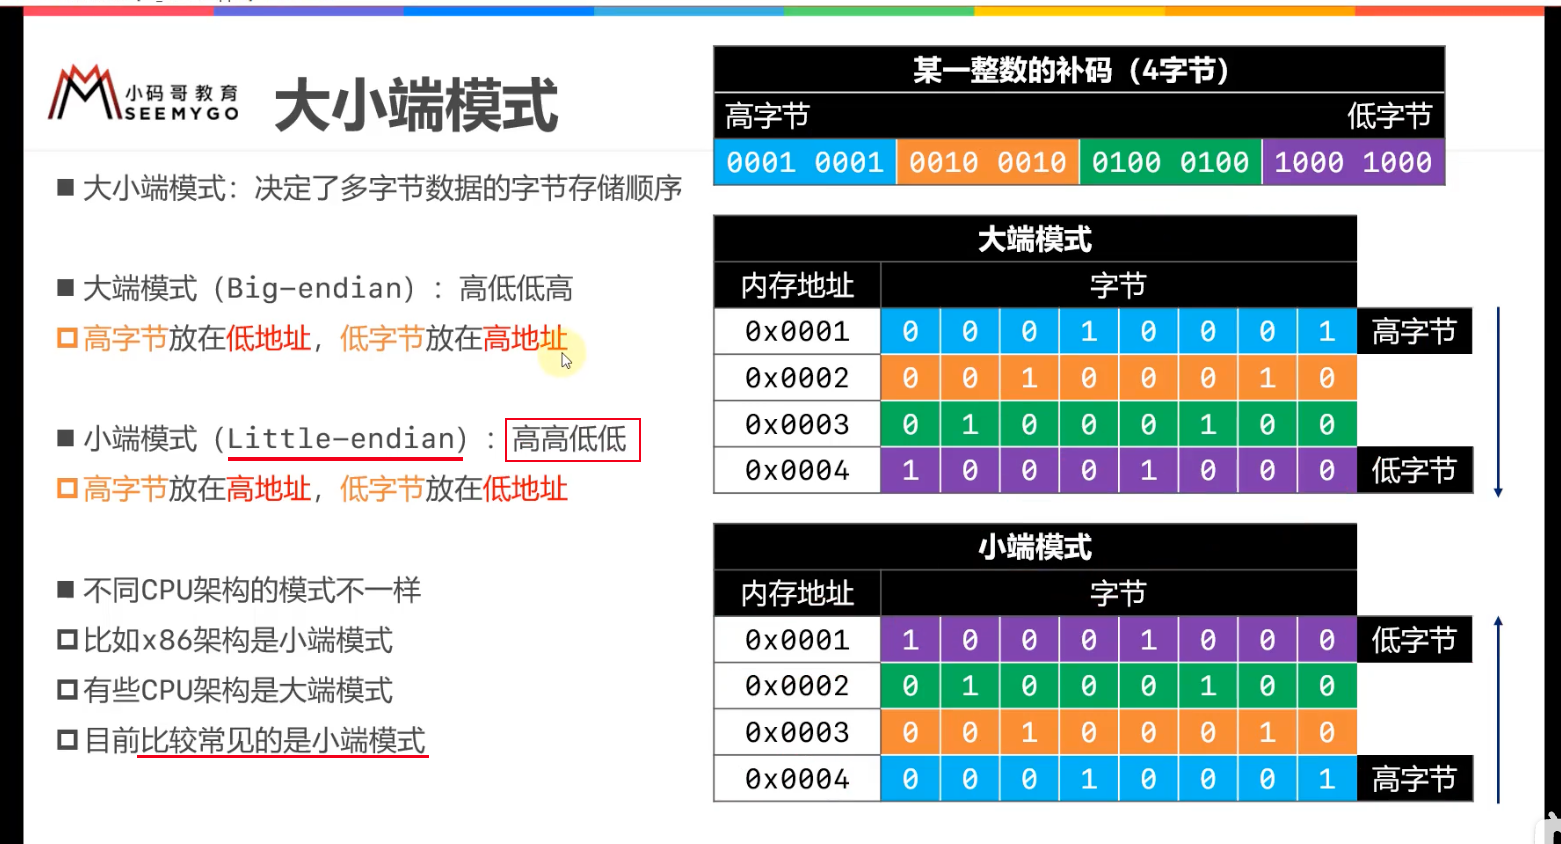 小码哥教育
SEEMYGO
大小端模式
■ 大小端模式：决定了多字节数据的字节存储顺序
■ 大端模式（Big-endian）：高低低高
高字节放在低地址，低字节放在高地址
■ 小端模式（Little-endian）：高高低低
高字节放在高地址，低字节放在低地址
■ 不同CPU架构的模式不一样
比如x86架构是小端模式
有些CPU架构是大端模式
目前比较常见的是小端模式
某一整数的补码（4字节）
高字节 低字节
0001 0001 0010 0010 0100 0100 1000 1000
大端模式
内存地址 字节
0x0001 0 0 0 1 0 0 0 1 高字节
0x0002 0 0 1 0 0 0 1 0
0x0003 0 1 0 0 0 1 0 0
0x0004 1 0 0 0 1 0 0 0 低字节
小端模式
内存地址 字节
0x0001 1 0 0 0 1 0 0 0 低字节
0x0002 0 1 0 0 0 1 0 0
0x0003 0 0 1 0 0 0 1 0
0x0004 0 0 0 1 0 0 0 1 高字节